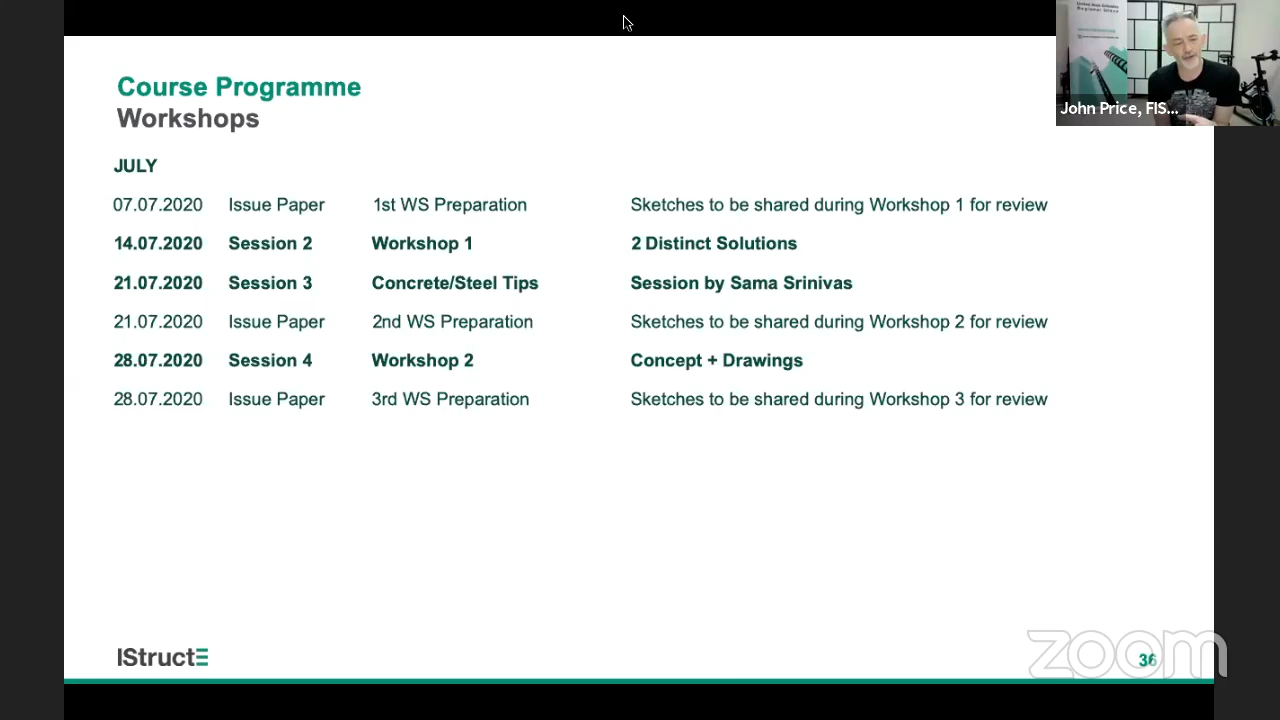 Course Programme
Workshops
JULY
07.07.2020 Issue Paper 1st WS Preparation Sketches to be shared during Workshop 1 for review
14.07.2020 Session 2 Workshop 1 2 Distinct Solutions
21.07.2020 Session 3 Concrete/Steel Tips Session by Sama Srinivas
21.07.2020 Issue Paper 2nd WS Preparation Sketches to be shared during Workshop 2 for review
28.07.2020 Session 4 Workshop 2 Concept + Drawings
28.07.2020 Issue Paper 3rd WS Preparation Sketches to be shared during Workshop 3 for review
John Price, FIS...
IStructE
zoom
36